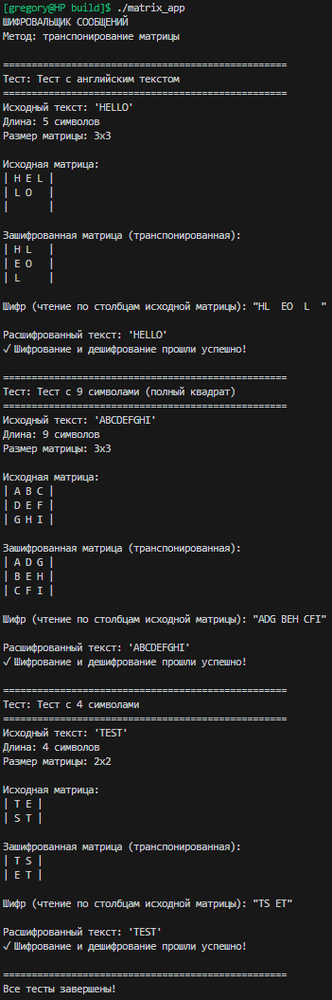 [gregory@HP build]$ ./matrix_app
ШИФРОВАЛЬЩИК СООБЩЕНИЙ
Метод: транспонирование матрицы
==================================================
Тест: Тест с английским текстом
==================================================
Исходный текст: 'HELLO'
Длина: 5 символов
Размер матрицы: 3x3
Исходная матрица:
| H E L |
| L O   |
|       |
Зашифрованная матрица (транспонированная):
| H L   |
| E O   |
| L     |
Шифр (чтение по столбцам исходной матрицы): "HL  EO  L  "
Расшифрованный текст: 'HELLO'
✓ Шифрование и дешифрование прошли успешно!
==================================================
Тест: Тест с 9 символами (полный квадрат)
==================================================
Исходный текст: 'ABCDEFGHI'
Длина: 9 символов
Размер матрицы: 3x3
Исходная матрица:
| A B C |
| D E F |
| G H I |
Зашифрованная матрица (транспонированная):
| A D G |
| B E H |
| C F I |
Шифр (чтение по столбцам исходной матрицы): "ADG BEH CFI"
Расшифрованный текст: 'ABCDEFGHI'
✓ Шифрование и дешифрование прошли успешно!
==================================================
Тест: Тест с 4 символами
==================================================
Исходный текст: 'TEST'
Длина: 4 символов
Размер матрицы: 2x2
Исходная матрица:
| T E |
| S T |
Зашифрованная матрица (транспонированная):
| T S |
| E T |
Шифр (чтение по столбцам исходной матрицы): "TS ET"
Расшифрованный текст: 'TEST'
✓ Шифрование и дешифрование прошли успешно!
==================================================
Все тесты завершены!